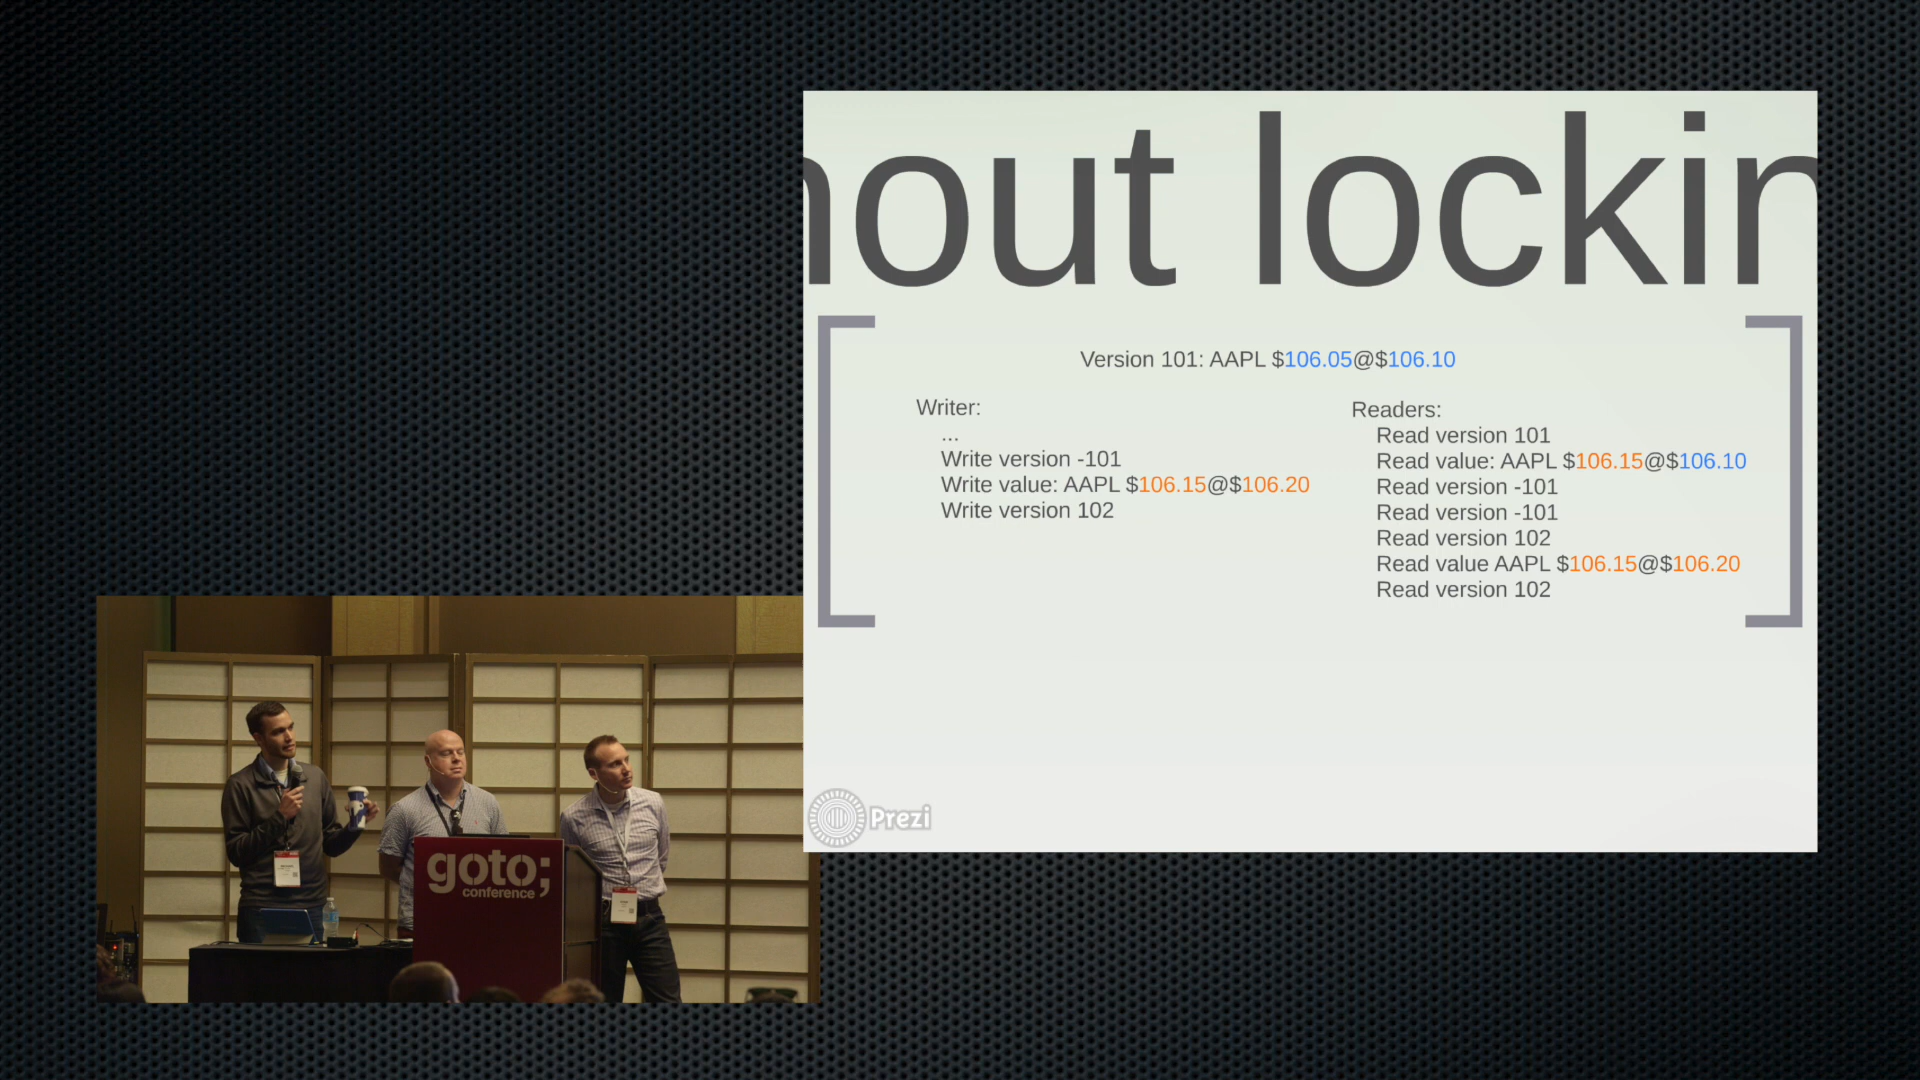 hout lockin
Version 101: AAPL $106.05@$106.10
Writer:
...
Write version -101
Write value: AAPL $106.15@$106.20
Write version 102
Readers:
Read version 101
Read value: AAPL $106.15@$106.10
Read version -101
Read version -101
Read version 102
Read value AAPL $106.15@$106.20
Read version 102
Prezi
goto;
conference